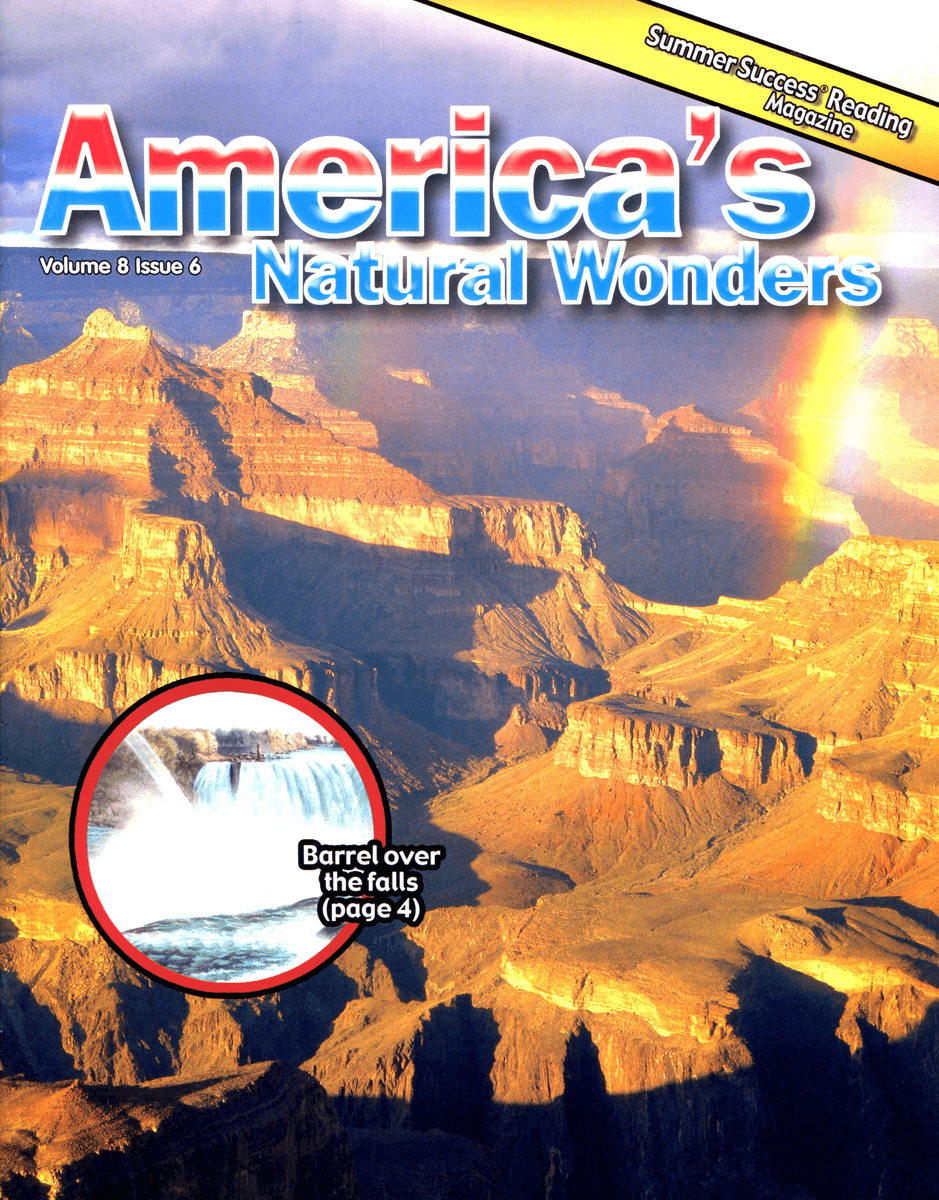 Summer Success® Reading
Magazine
America's
Natural Wonders
Volume 8 Issue 6
Barrel over
the falls
(page 4)